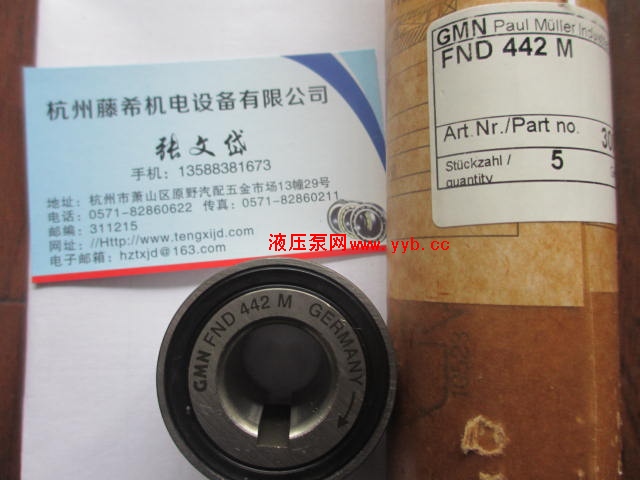 杭州藤希机电设备有限公司
张文岱
手机：13588381673
地址：杭州市萧山区原野汽配五金市场13幢29号
电话：0571-82860622 传真：0571-82860211
邮编：311215
网址：//Http://www.tengxijd.com
电子邮箱：hztxjd@163.com
GMN Paul Müller
FND 442 M
Art.Nr./Part no. 30
Stückzahl / 5
quantity
液压泵网www.yyb.cc
GMN FND 442 M GERMANY